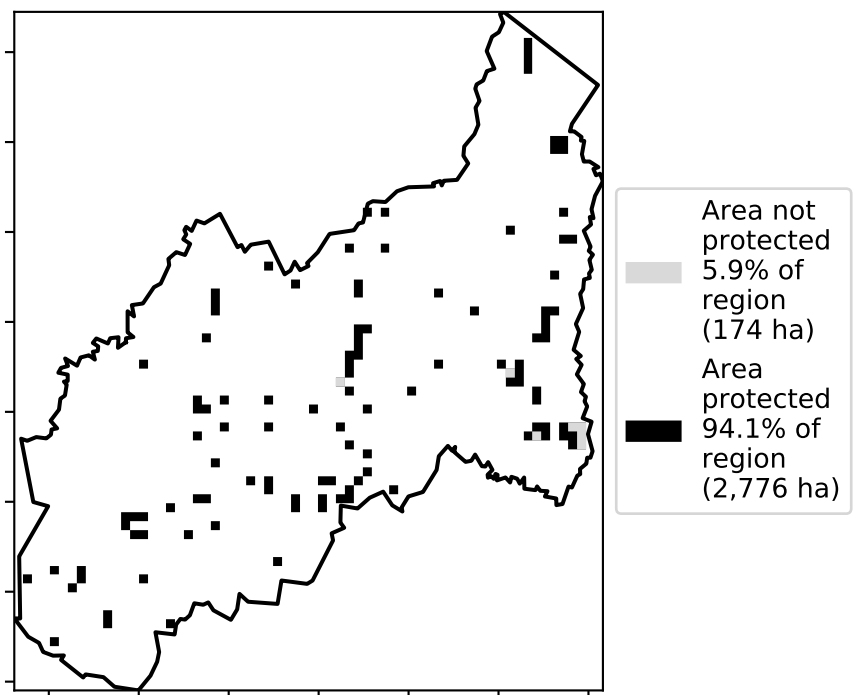 Area not
protected
5.9% of
region
(174 ha)
Area
protected
94.1% of
region
(2,776 ha)